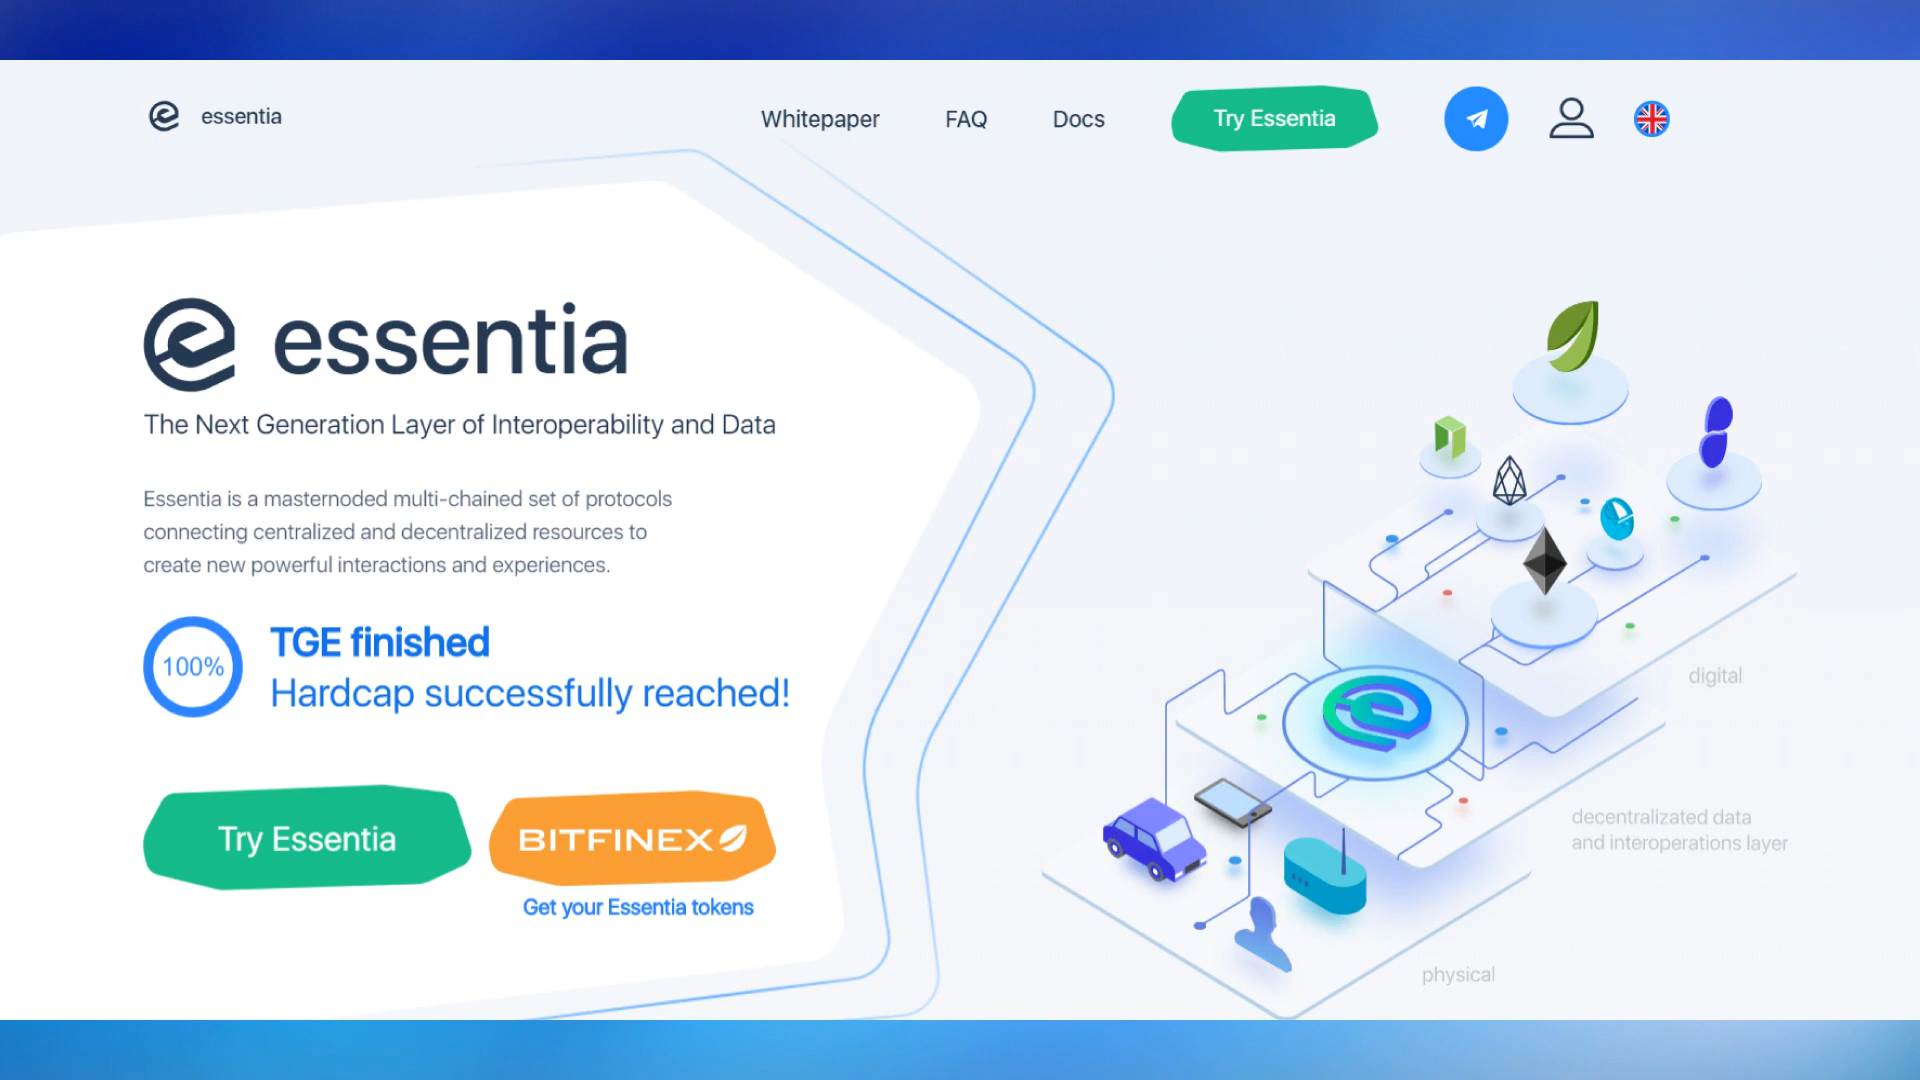 essentia
Whitepaper
FAQ
Docs
Try Essentia
essentia
The Next Generation Layer of Interoperability and Data
Essentia is a masternoded multi-chained set of protocols
connecting centralized and decentralized resources to
create new powerful interactions and experiences.
100%
TGE finished
Hardcap successfully reached!
Try Essentia
BITFINEX
Get your Essentia tokens
digital
decentralizated data
and interoperations layer
physical